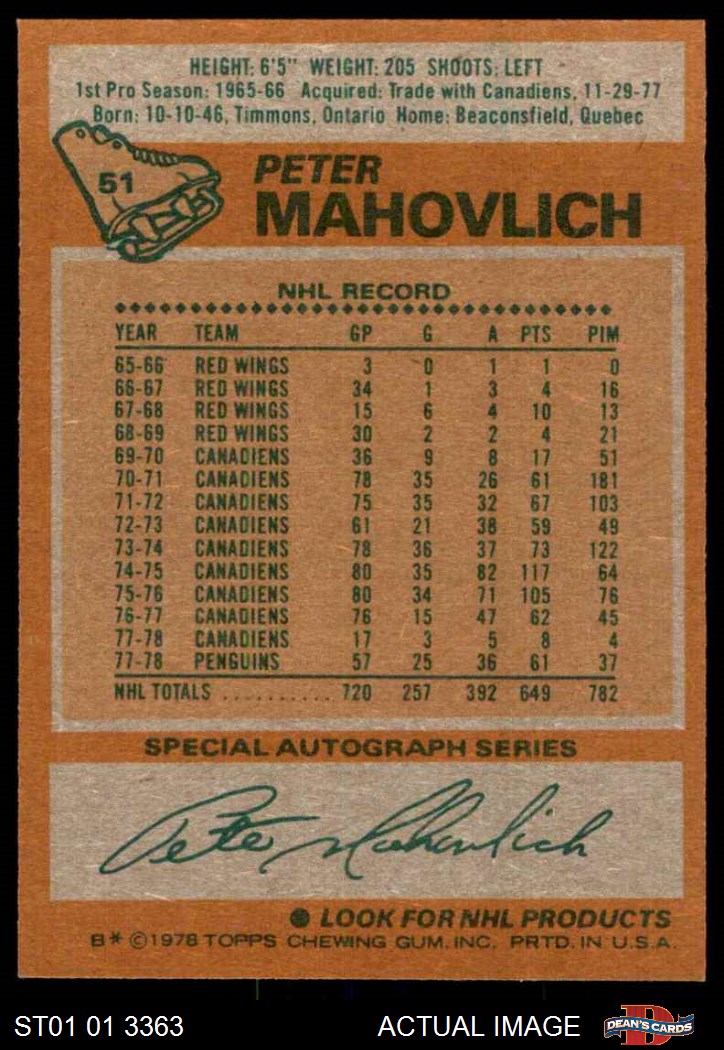 HEIGHT: 6'5" WEIGHT: 205 SHOOTS: LEFT
1st Pro Season: 1965-66 Acquired: Trade with Canadiens, 11-29-77
Born: 10-10-46, Timmons, Ontario Home: Beaconsfield, Quebec
51
PETER
MAHOVLICH
NHL RECORD
YEAR TEAM GP G A PTS PIM
65-66 RED WINGS 3 0 1 1 0
66-67 RED WINGS 34 1 3 4 16
67-68 RED WINGS 15 6 4 10 13
68-69 RED WINGS 30 2 2 4 21
69-70 CANADIENS 36 9 8 17 51
70-71 CANADIENS 78 35 26 61 181
71-72 CANADIENS 75 35 32 67 103
72-73 CANADIENS 61 21 38 59 49
73-74 CANADIENS 78 36 37 73 122
74-75 CANADIENS 80 35 82 117 64
75-76 CANADIENS 80 34 71 105 76
76-77 CANADIENS 76 15 47 62 45
77-78 CANADIENS 17 3 5 8 4
77-78 PENGUINS 57 25 36 61 37
NHL TOTALS .......... 720 257 392 649 782
SPECIAL AUTOGRAPH SERIES
Peter Mahovlich
● LOOK FOR NHL PRODUCTS
B* ©1978 TOPPS CHEWING GUM, INC. PRTD. IN U.S.A.
ST01 01 3363 ACTUAL IMAGE D DEAN'S CARDS